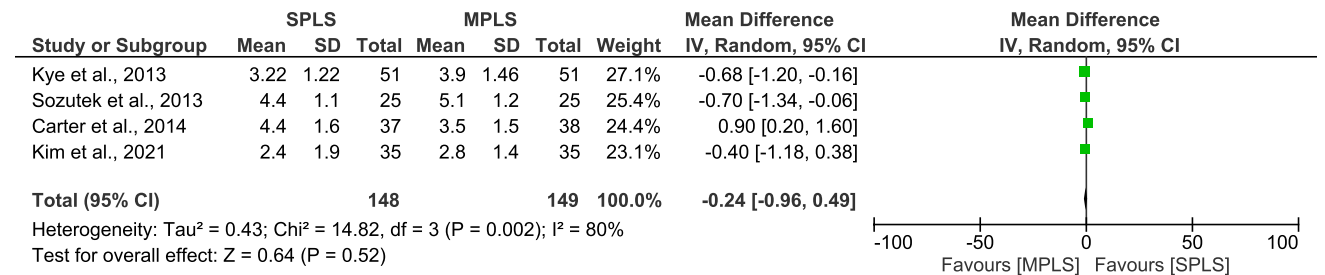 SPLS MPLS Mean Difference Mean Difference
Study or Subgroup Mean SD Total Mean SD Total Weight IV, Random, 95% CI IV, Random, 95% CI
Kye et al., 2013 3.22 1.22 51 3.9 1.46 51 27.1% -0.68 [-1.20, -0.16]
Sozutek et al., 2013 4.4 1.1 25 5.1 1.2 25 25.4% -0.70 [-1.34, -0.06]
Carter et al., 2014 4.4 1.6 37 3.5 1.5 38 24.4% 0.90 [0.20, 1.60]
Kim et al., 2021 2.4 1.9 35 2.8 1.4 35 23.1% -0.40 [-1.18, 0.38]
Total (95% CI) 148 149 100.0% -0.24 [-0.96, 0.49]
Heterogeneity: Tau² = 0.43; Chi² = 14.82, df = 3 (P = 0.002); I² = 80%
Test for overall effect: Z = 0.64 (P = 0.52)
-100 -50 0 50 100
Favours [MPLS] Favours [SPLS]